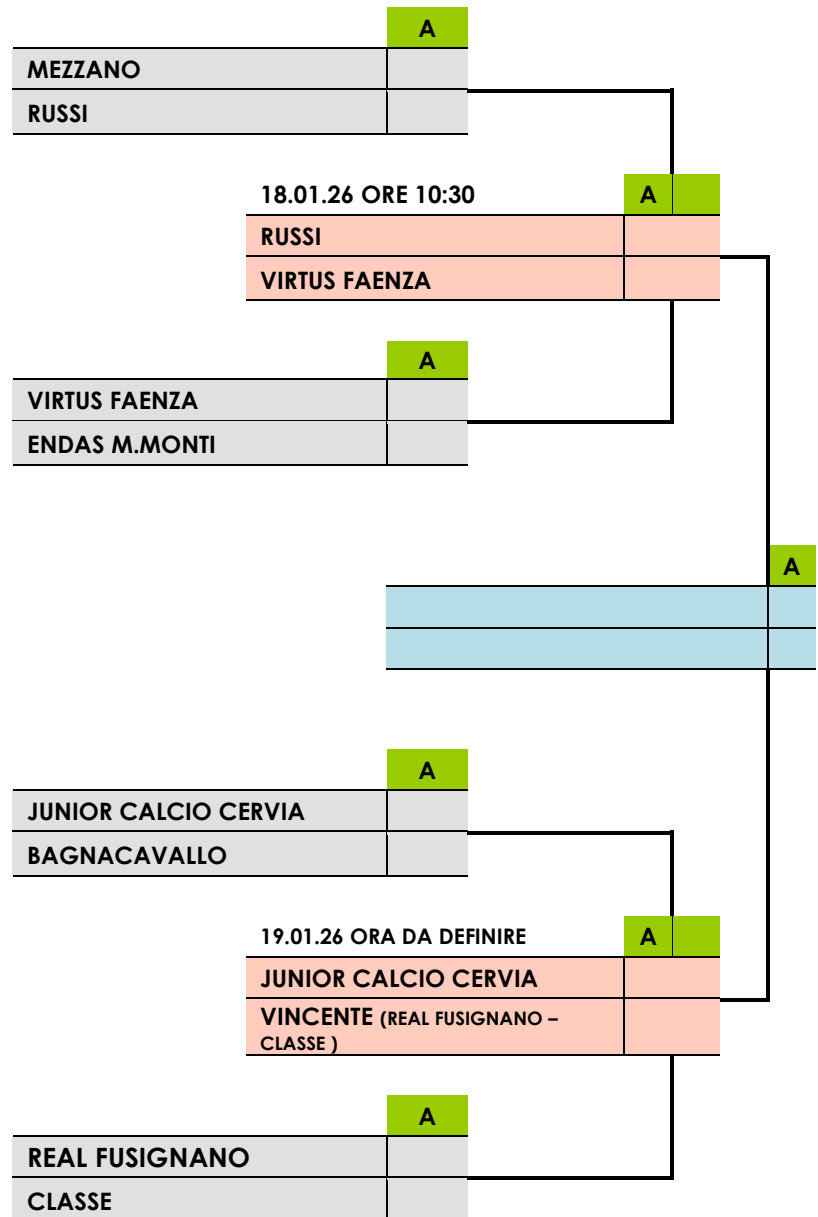 A
MEZZANO
RUSSI
18.01.26 ORE 10:30 A
RUSSI
VIRTUS FAENZA
A
VIRTUS FAENZA
ENDAS M.MONTI
A
A
JUNIOR CALCIO CERVIA
BAGNACAVALLO
19.01.26 ORA DA DEFINIRE A
JUNIOR CALCIO CERVIA
VINCENTE (REAL FUSIGNANO –
CLASSE )
A
REAL FUSIGNANO
CLASSE